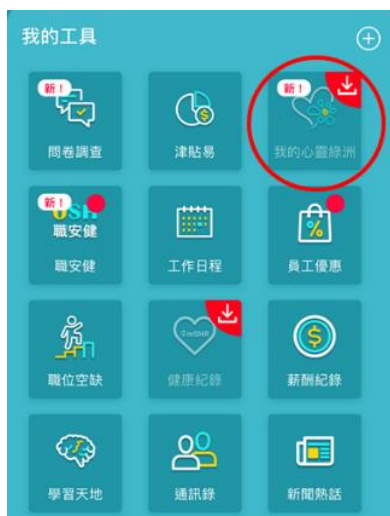 我的工具
新！
問卷調查
津貼易
新！
我的心靈綠洲
新！
OSH
職安健
職安健
工作日程
%
員工優惠
職位空缺
健康紀錄
$
薪酬紀錄
學習天地
通訊錄
新聞熱話